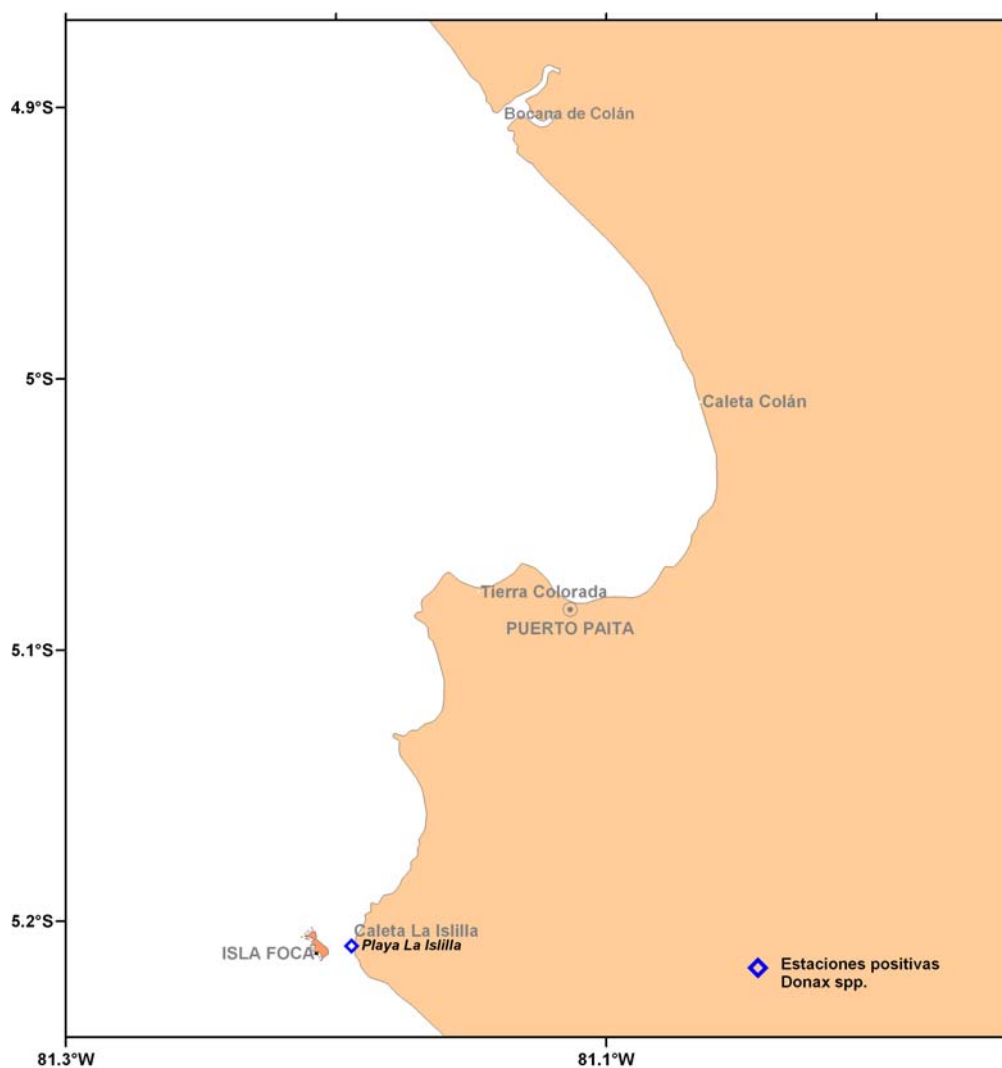 4.9°S
Bocana de Colán
5°S
Caleta Colán
Tierra Colorada
PUERTO PAITA
5.1°S
5.2°S
Caleta La Islilla
Playa La Islilla
ISLA FOCA
Estaciones positivas
Donax spp.
81.3°W
81.1°W